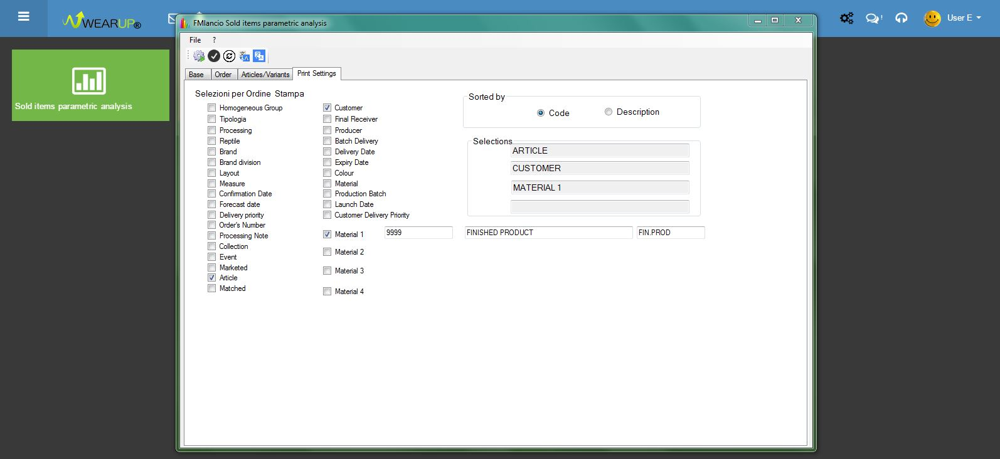 WEARUP®
FMlancio Sold items parametric analysis
! User E
File ?
Base Order Articles/Variants Print Settings
Sold items parametric analysis
Selezioni per Ordine Stampa
Homogeneous Group
Tipologia
Processing
Reptile
Brand
Brand division
Layout
Measure
Confirmation Date
Forecast date
Delivery priority
Order's Number
Processing Note
Collection
Event
Marketed
Article
Matched
Customer
Final Receiver
Producer
Batch Delivery
Delivery Date
Expiry Date
Colour
Material
Production Batch
Launch Date
Customer Delivery Priority
Material 1 9999 FINISHED PRODUCT FIN.PROD
Material 2
Material 3
Material 4
Sorted by
Code Description
Selections
ARTICLE
CUSTOMER
MATERIAL 1